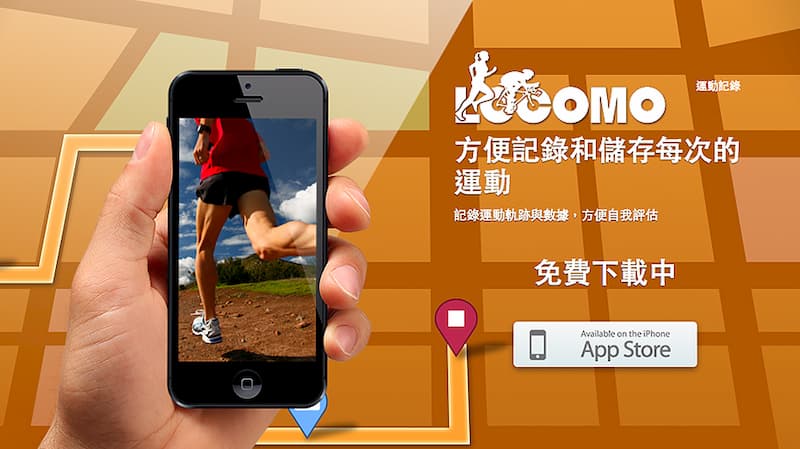 LOCOMO
運動記錄
方便記錄和儲存每次的
運動
記錄運動軌跡與數據，方便自我評估
免費下載中
Available on the iPhone
App Store